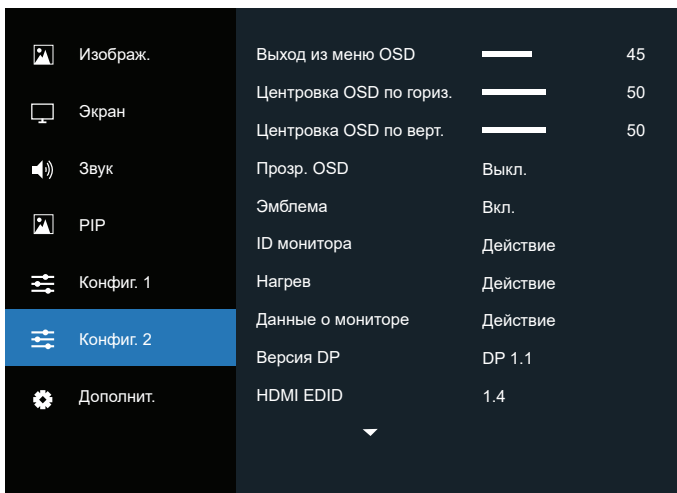 Изображ.
Экран
Звук
PIP
Конфиг. 1
Конфиг. 2
Дополнит.
Выход из меню OSD 45
Центровка OSD по гориз. 50
Центровка OSD по верт. 50
Прозр. OSD Выкл.
Эмблема Вкл.
ID монитора Действие
Нагрев Действие
Данные о мониторе Действие
Версия DP DP 1.1
HDMI EDID 1.4